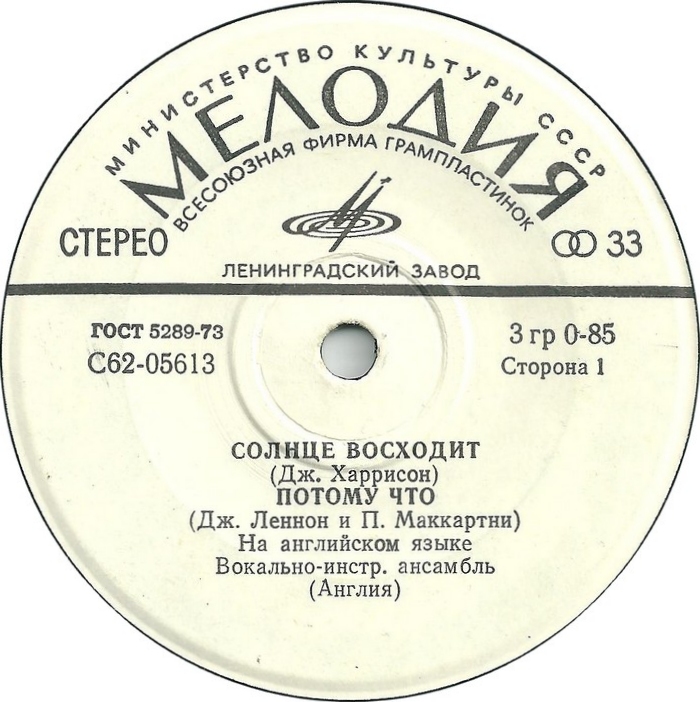 МИНИСТЕРСТВО КУЛЬТУРЫ СССР
МЕЛОДИЯ
ВСЕСОЮЗНАЯ ФИРМА ГРАМПЛАСТИНОК
СТЕРЕО
33
ЛЕНИНГРАДСКИЙ ЗАВОД
ГОСТ 5289-73
3 гр 0-85
С62-05613
Сторона 1
СОЛНЦЕ ВОСХОДИТ
(Дж. Харрисон)
ПОТОМУ ЧТО
(Дж. Леннон и П. Маккартни)
На английском языке
Вокально-инстр. ансамбль
(Англия)